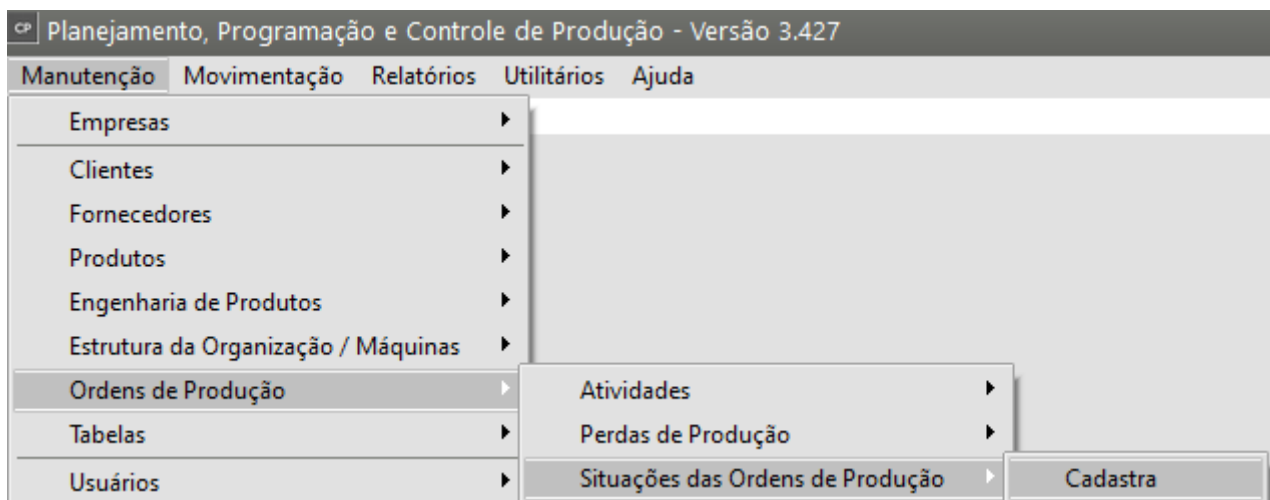 CP Planejamento, Programação e Controle de Produção - Versão 3.427
Manutenção Movimentação Relatórios Utilitários Ajuda
Empresas
Clientes
Fornecedores
Produtos
Engenharia de Produtos
Estrutura da Organização / Máquinas
Ordens de Produção
Tabelas
Usuários
Atividades
Perdas de Produção
Situações das Ordens de Produção
Cadastra